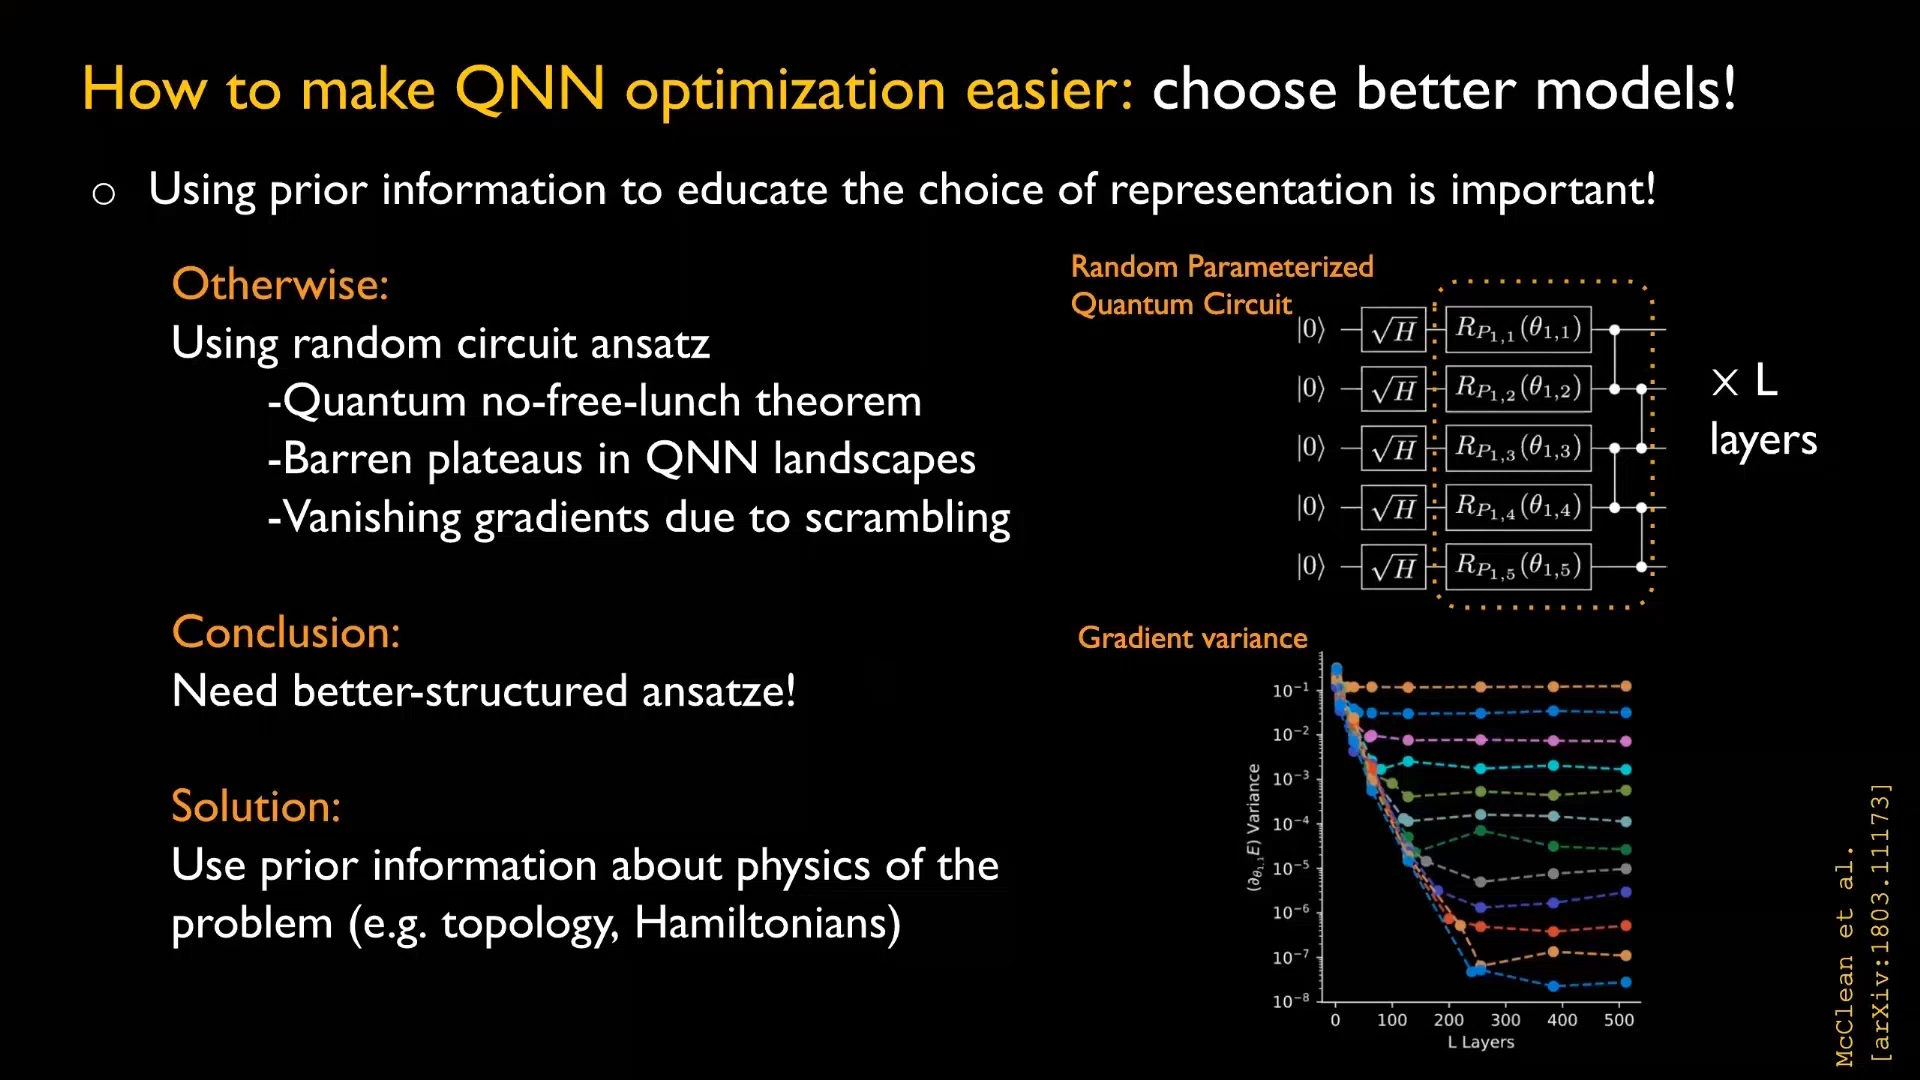 How to make QNN optimization easier: choose better models!
○ Using prior information to educate the choice of representation is important!
Otherwise:
Using random circuit ansatz
-Quantum no-free-lunch theorem
-Barren plateaus in QNN landscapes
-Vanishing gradients due to scrambling
Conclusion:
Need better-structured ansatze!
Solution:
Use prior information about physics of the
problem (e.g. topology, Hamiltonians)
Random Parameterized
Quantum Circuit
|0⟩ √H R_{P_{1,1}}(θ_{1,1})
|0⟩ √H R_{P_{1,2}}(θ_{1,2})
|0⟩ √H R_{P_{1,3}}(θ_{1,3})
|0⟩ √H R_{P_{1,4}}(θ_{1,4})
|0⟩ √H R_{P_{1,5}}(θ_{1,5})
x L
layers
Gradient variance
10⁻¹
10⁻²
10⁻³
10⁻⁴
10⁻⁵
10⁻⁶
10⁻⁷
10⁻⁸
⟨∂_{θ_{1,1}}E⟩ Variance
0 100 200 300 400 500
L Layers
McClean et al.
[arXiv:1803.11173]